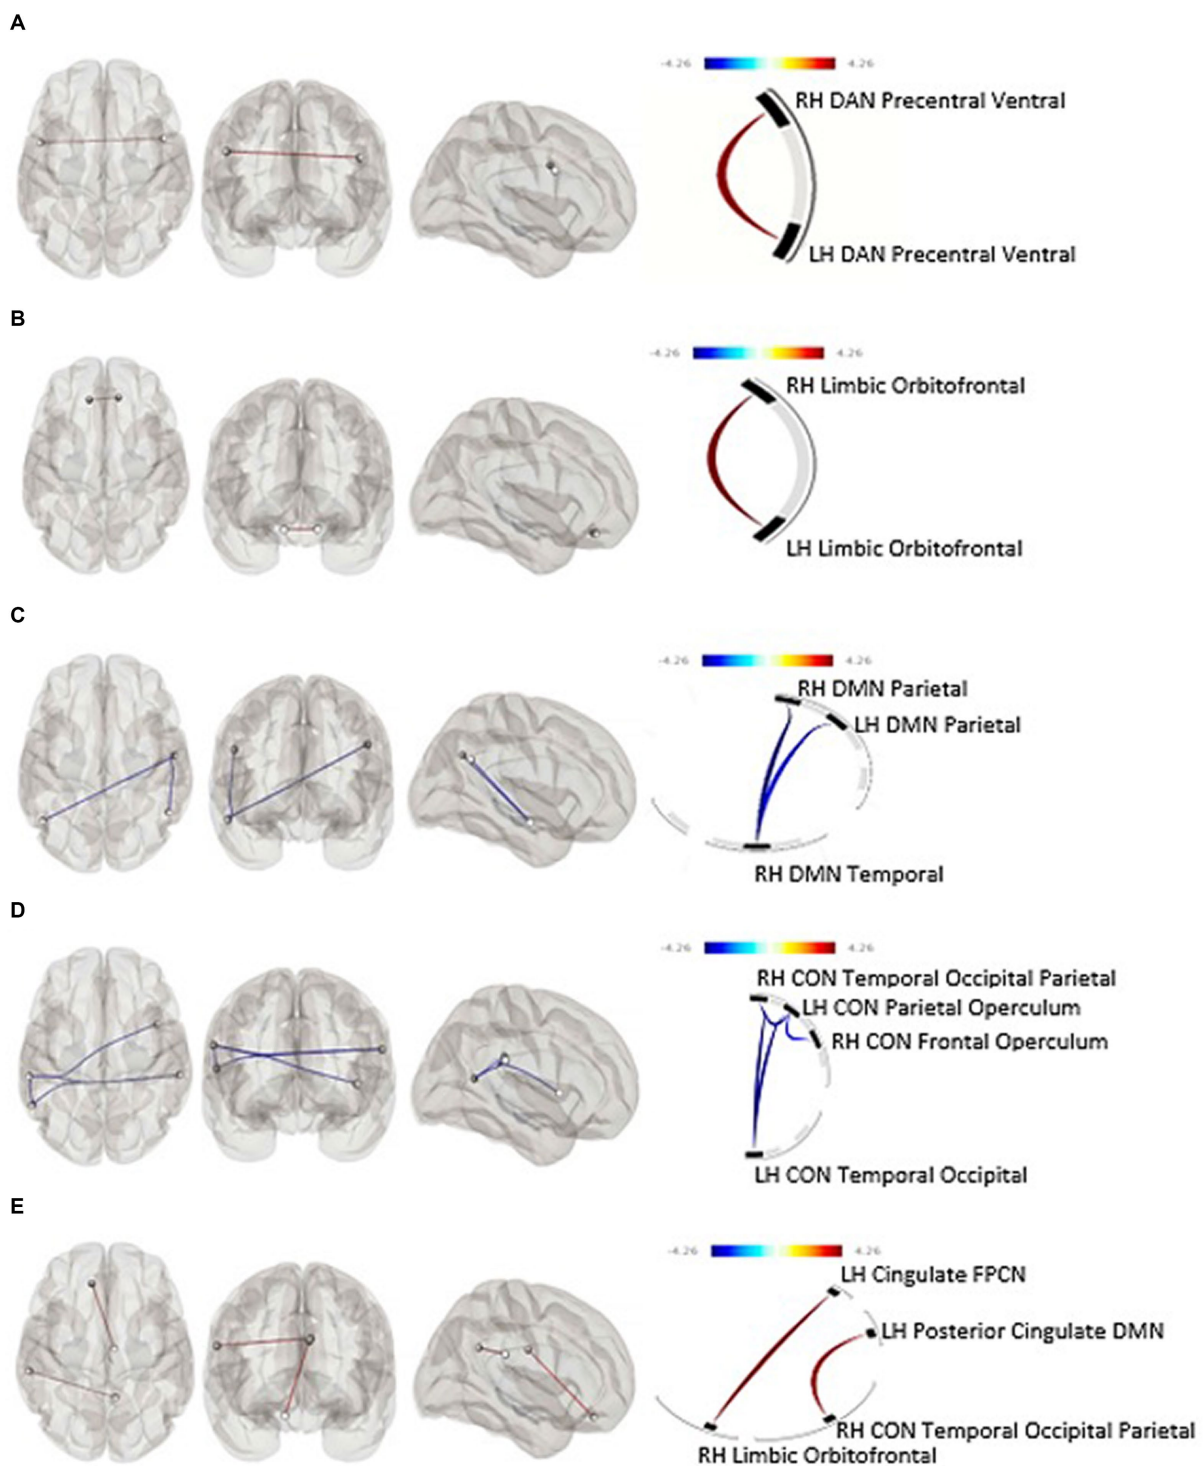 A
-4.26 4.26
RH DAN Precentral Ventral
LH DAN Precentral Ventral
B
-4.26 4.26
RH Limbic Orbitofrontal
LH Limbic Orbitofrontal
C
-4.26 4.26
RH DMN Parietal
LH DMN Parietal
RH DMN Temporal
D
-4.26 4.26
RH CON Temporal Occipital Parietal
LH CON Parietal Operculum
RH CON Frontal Operculum
LH CON Temporal Occipital
E
-4.26 4.26
LH Cingulate FPCN
LH Posterior Cingulate DMN
RH CON Temporal Occipital Parietal
RH Limbic Orbitofrontal